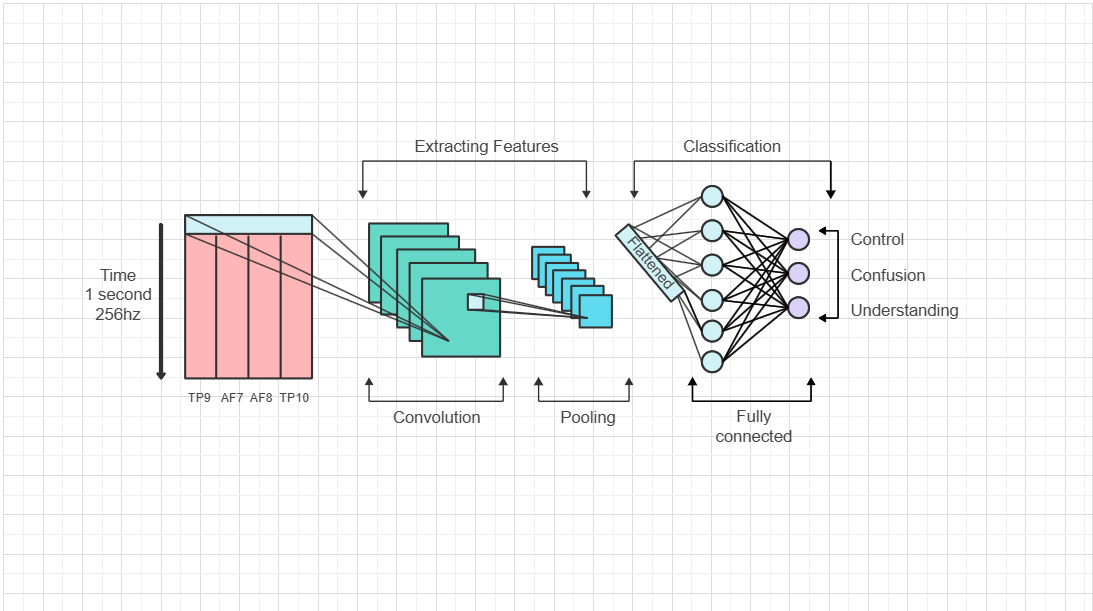 Extracting Features
Classification
Time
1 second
256hz
Flattened
Control
Confusion
Understanding
TP9 AF7 AF8 TP10
Convolution
Pooling
Fully
connected